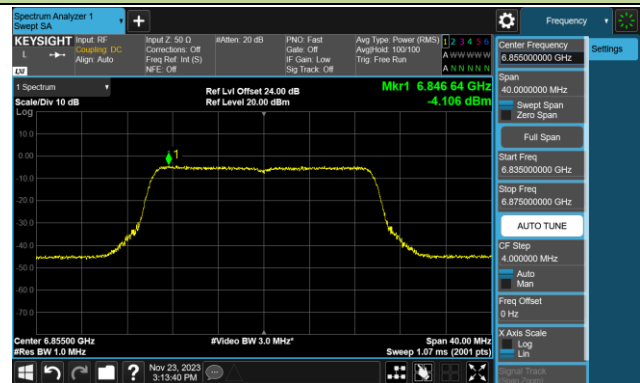 Spectrum Analyzer 1
Swept SA
Frequency
KEYSIGHT
L
LXI
Input: RF
Coupling: DC
Align: Auto
Input Z: 50 Ω
Corrections: Off
Freq Ref: Int (S)
NFE: Off
#Atten: 20 dB
PNO: Fast
Gate: Off
IF Gain: Low
Sig Track: Off
Avg Type: Power (RMS)
Avg|Hold: 100/100
Trig: Free Run
1 2 3 4 5 6
A W W W W W
A N N N N N
Center Frequency
6.855000000 GHz
Settings
1 Spectrum
Scale/Div 10 dB
Log
Ref Lvl Offset 24.00 dB
Ref Level 20.00 dBm
Mkr1 6.846 64 GHz
-4.106 dBm
Span
40.0000000 MHz
Swept Span
Zero Span
Full Span
Start Freq
6.835000000 GHz
Stop Freq
6.875000000 GHz
AUTO TUNE
CF Step
4.000000 MHz
Auto
Man
Freq Offset
0 Hz
X Axis Scale
Log
Lin
Signal Track
(Span Zoom)
10.0
0.00
1
-10.0
-20.0
-30.0
-40.0
-50.0
-60.0
-70.0
Center 6.85500 GHz
#Res BW 1.0 MHz
#Video BW 3.0 MHz*
Span 40.00 MHz
Sweep 1.07 ms (2001 pts)
?
Nov 23, 2023
3:13:40 PM